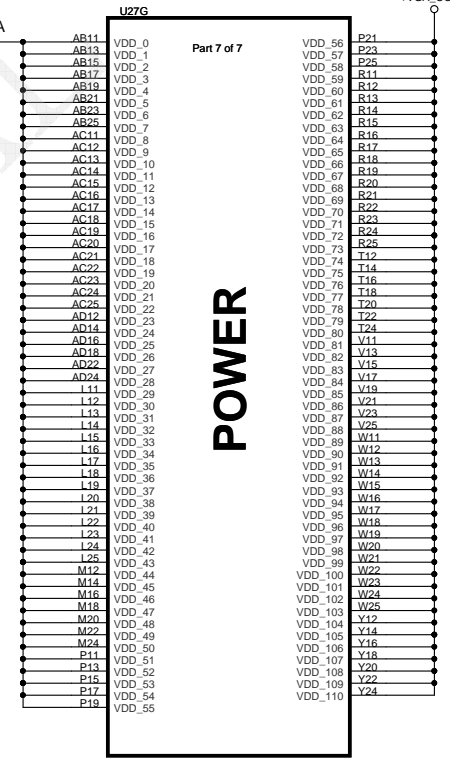 U27G
A
Part 7 of 7
POWER
AB11 VDD_0
AB13 VDD_1
AB15 VDD_2
AB17 VDD_3
AB19 VDD_4
AB21 VDD_5
AB23 VDD_6
AB25 VDD_7
AC11 VDD_8
AC12 VDD_9
AC13 VDD_10
AC14 VDD_11
AC15 VDD_12
AC16 VDD_13
AC17 VDD_14
AC18 VDD_15
AC19 VDD_16
AC20 VDD_17
AC21 VDD_18
AC22 VDD_19
AC23 VDD_20
AC24 VDD_21
AC25 VDD_22
AD12 VDD_23
AD14 VDD_24
AD16 VDD_25
AD18 VDD_26
AD22 VDD_27
AD24 VDD_28
L11 VDD_29
L12 VDD_30
L13 VDD_31
L14 VDD_32
L15 VDD_33
L16 VDD_34
L17 VDD_35
L18 VDD_36
L19 VDD_37
L20 VDD_38
L21 VDD_39
L22 VDD_40
L23 VDD_41
L24 VDD_42
L25 VDD_43
M12 VDD_44
M14 VDD_45
M16 VDD_46
M18 VDD_47
M20 VDD_48
M22 VDD_49
M24 VDD_50
P11 VDD_51
P13 VDD_52
P15 VDD_53
P17 VDD_54
P19 VDD_55
VDD_56 P21
VDD_57 P23
VDD_58 P25
VDD_59 R11
VDD_60 R12
VDD_61 R13
VDD_62 R14
VDD_63 R15
VDD_64 R16
VDD_65 R17
VDD_66 R18
VDD_67 R19
VDD_68 R20
VDD_69 R21
VDD_70 R22
VDD_71 R23
VDD_72 R24
VDD_73 R25
VDD_74 T12
VDD_75 T14
VDD_76 T16
VDD_77 T18
VDD_78 T20
VDD_79 T22
VDD_80 T24
VDD_81 V11
VDD_82 V13
VDD_83 V15
VDD_84 V17
VDD_85 V19
VDD_86 V21
VDD_87 V23
VDD_88 V25
VDD_89 W11
VDD_90 W12
VDD_91 W13
VDD_92 W14
VDD_93 W15
VDD_94 W16
VDD_95 W17
VDD_96 W18
VDD_97 W19
VDD_98 W20
VDD_99 W21
VDD_100 W22
VDD_101 W23
VDD_102 W24
VDD_103 W25
VDD_104 Y12
VDD_105 Y14
VDD_106 Y16
VDD_107 Y18
VDD_108 Y20
VDD_109 Y22
VDD_110 Y24